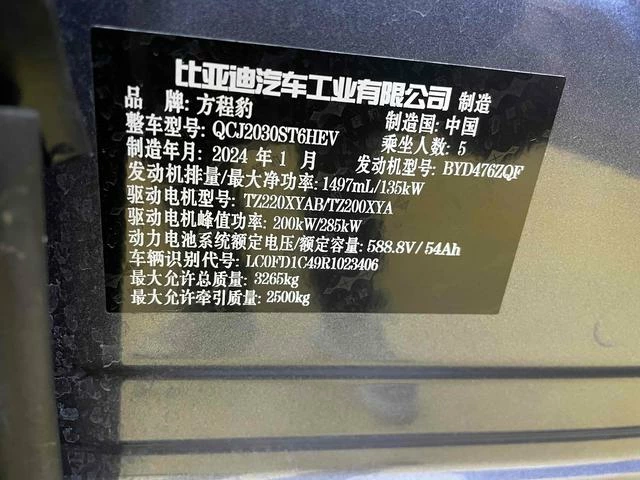 比亚迪汽车工业有限公司 制造
品 牌: 方程豹 制造国: 中国
整车型号: QCJ2030ST6HEV 乘坐人数: 5
制造年月: 2024 年 1 月 发动机型号: BYD476ZQF
发动机排量/最大净功率: 1497mL/135kW
驱动电机型号: TZ220XYAB/TZ200XYA
驱动电机峰值功率: 200kW/285kW
动力电池系统额定电压/额定容量: 588.8V/54Ah
车辆识别代号: LC0FD1C49R1023406
最大允许总质量: 3265kg
最大允许牵引质量: 2500kg